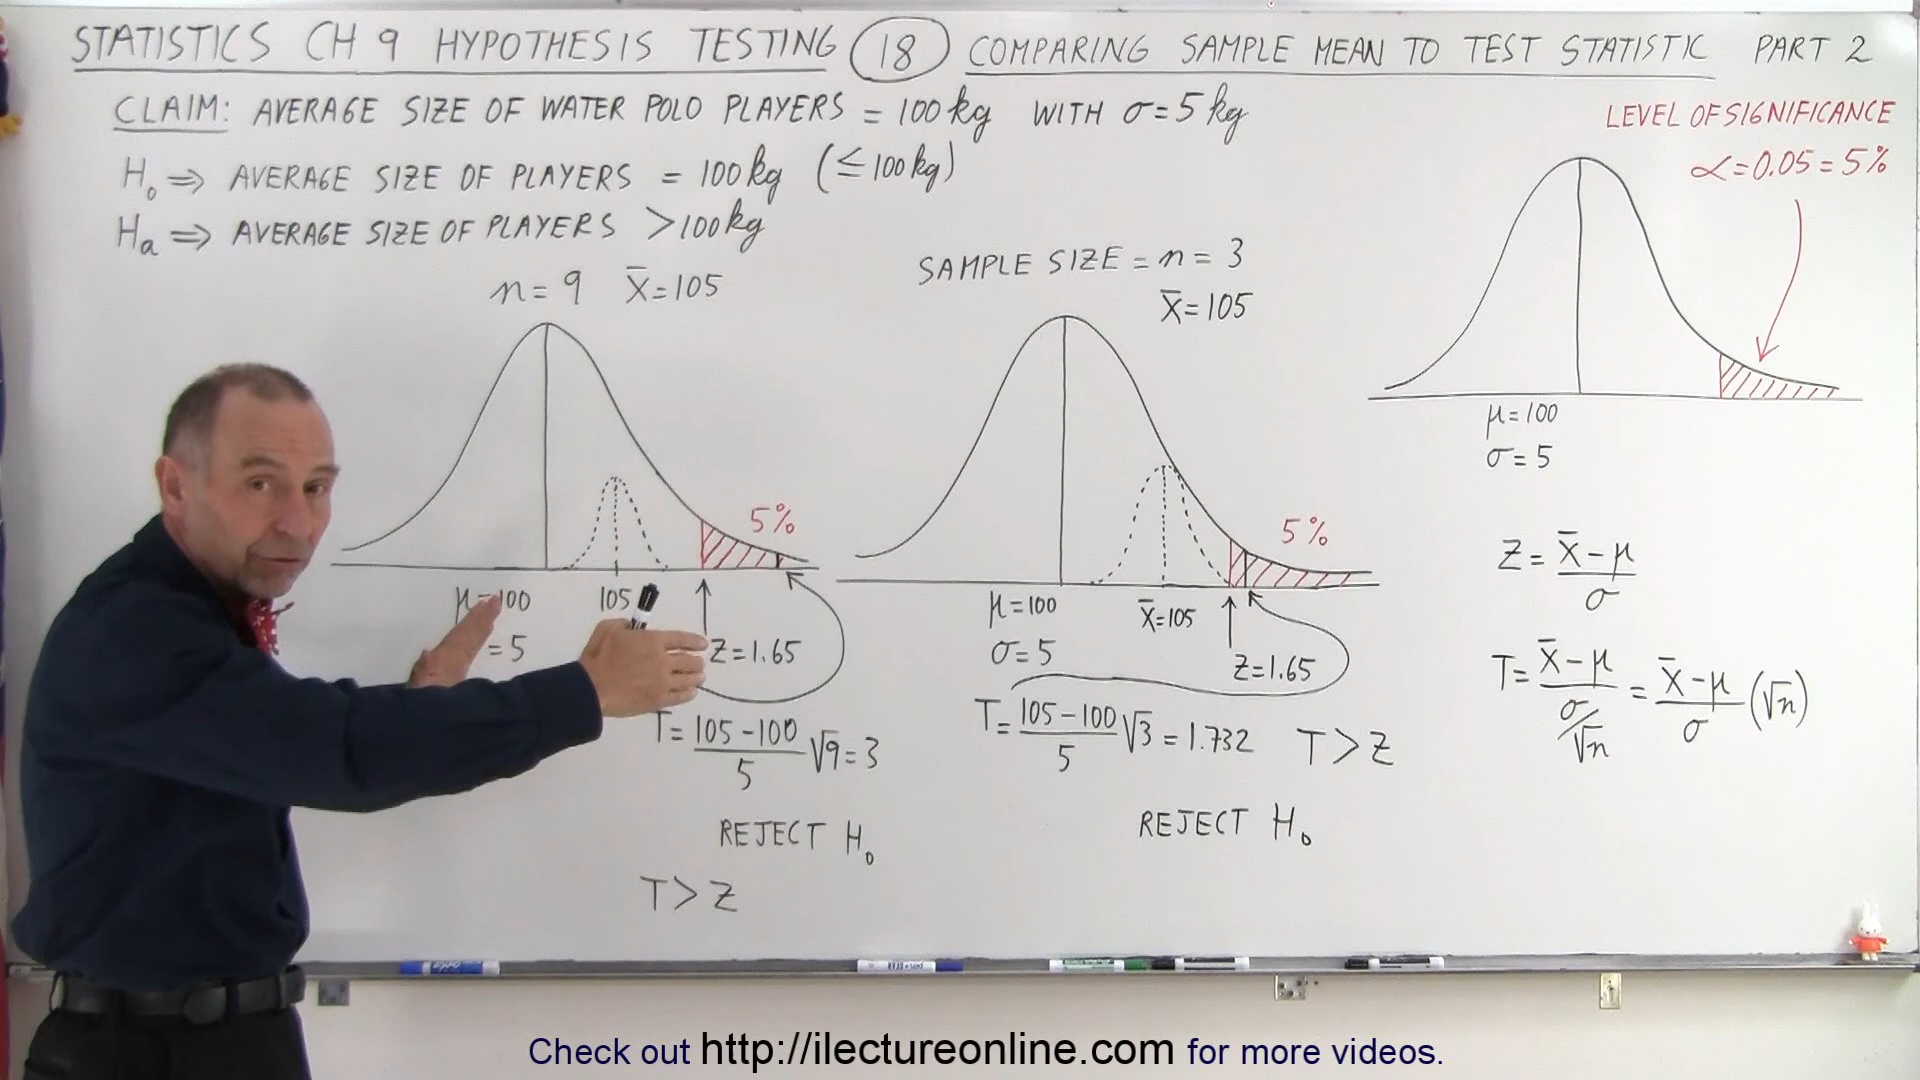 STATISTICS CH 9 HYPOTHESIS TESTING 18 COMPARING SAMPLE MEAN TO TEST STATISTIC PART 2
CLAIM: AVERAGE SIZE OF WATER POLO PLAYERS = 100 kg WITH σ = 5 kg
H₀ ⇒ AVERAGE SIZE OF PLAYERS = 100 kg (≤ 100 kg)
Hₐ ⇒ AVERAGE SIZE OF PLAYERS > 100 kg
n = 9 x̄ = 105
5%
μ = 100
105
= 5
Z = 1.65
T = (105 - 100)/5 √9 = 3
REJECT H₀
T > Z
SAMPLE SIZE = n = 3
x̄ = 105
5%
μ = 100
x̄ = 105
σ = 5
Z = 1.65
T = (105 - 100)/5 √3 = 1.732 T > Z
REJECT H₀
LEVEL OF SIGNIFICANCE
α = 0.05 = 5%
μ = 100
σ = 5
Z = (x̄ - μ)/σ
T = (x̄ - μ)/(σ/√n) = (x̄ - μ)/σ (√n)
Check out http://ilectureonline.com for more videos.